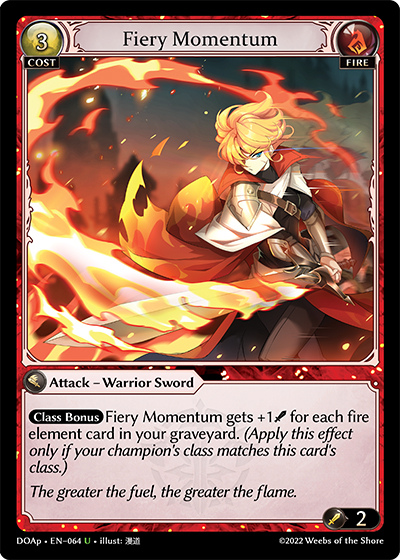 3
Fiery Momentum
COST
FIRE
Attack – Warrior Sword
Class Bonus Fiery Momentum gets +1 for each fire
element card in your graveyard. (Apply this effect
only if your champion's class matches this card's
class.)
The greater the fuel, the greater the flame.
2
DOAp • EN-064 U • illust: 漫道
©2022 Weebs of the Shore